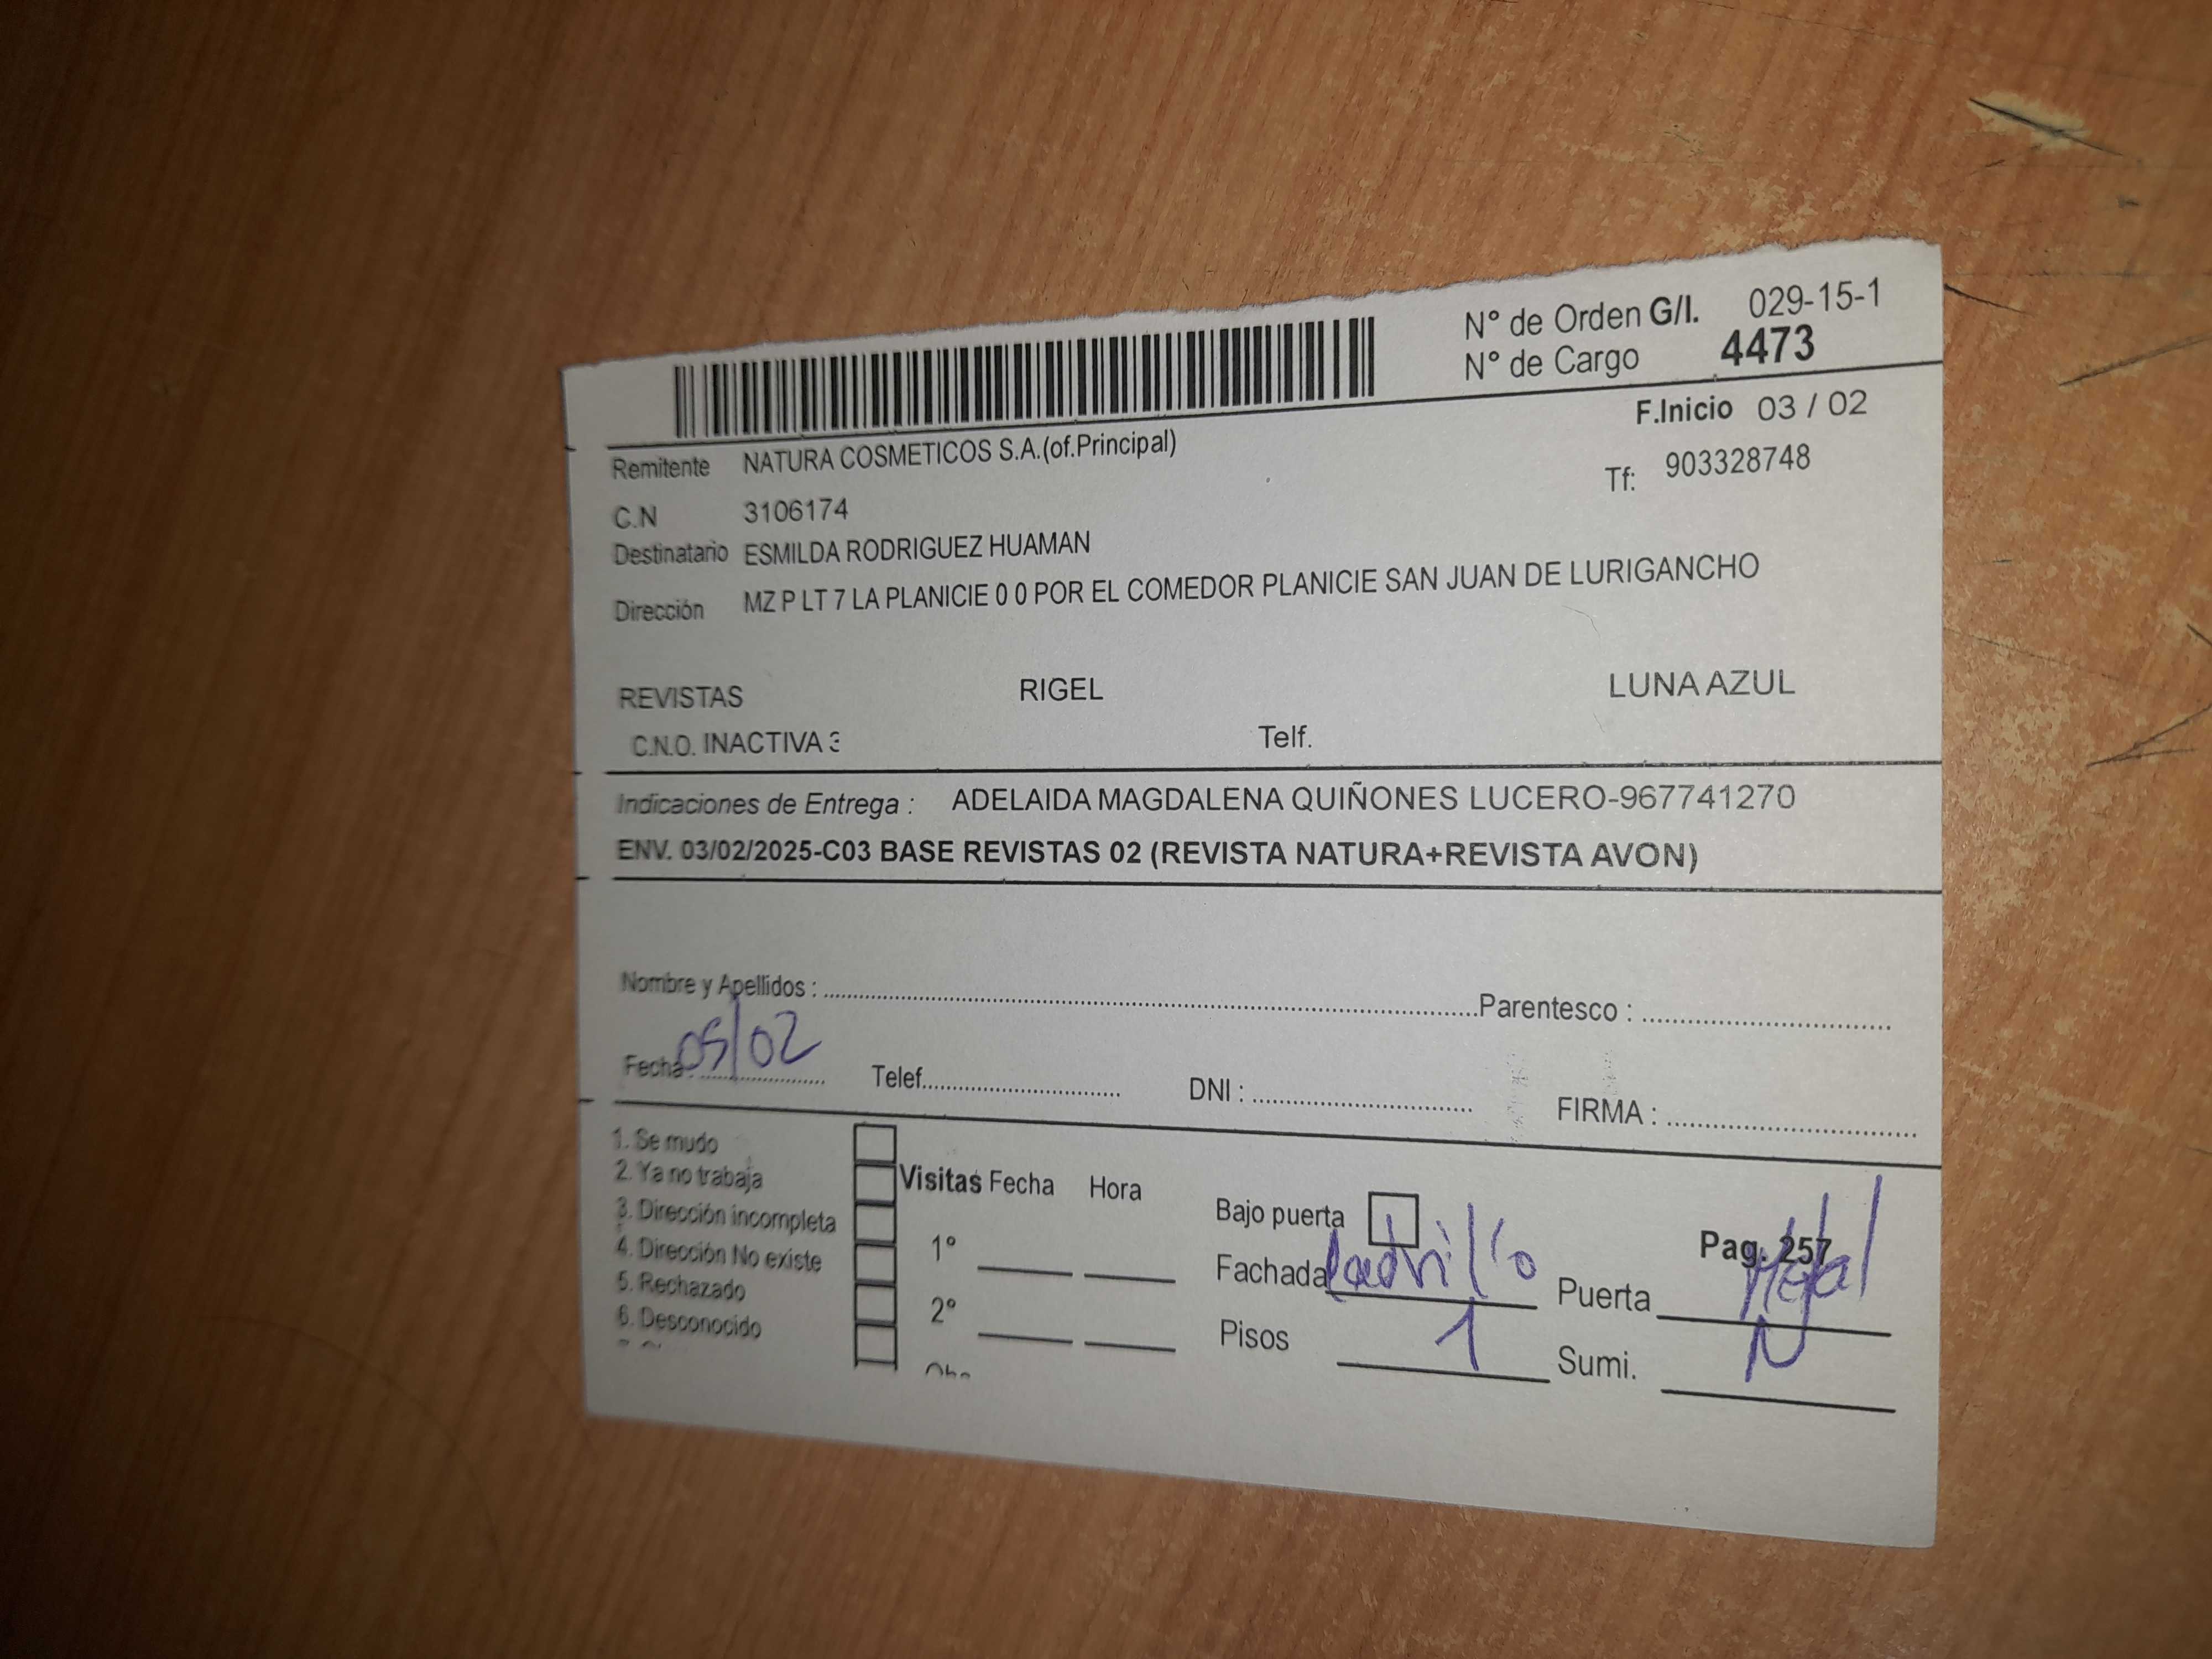 N° de Orden G/I. 029-15-1
N° de Cargo 4473
F.Inicio 03 / 02
Remitente NATURA COSMETICOS S.A.(of.Principal)
Tf: 903328748
C.N 3106174
Destinatario ESMILDA RODRIGUEZ HUAMAN
Dirección MZ P LT 7 LA PLANICIE 0 0 POR EL COMEDOR PLANICIE SAN JUAN DE LURIGANCHO
REVISTAS RIGEL LUNA AZUL
C.N.O. INACTIVA 3 Telf.
Indicaciones de Entrega : ADELAIDA MAGDALENA QUIÑONES LUCERO-967741270
ENV. 03/02/2025-C03 BASE REVISTAS 02 (REVISTA NATURA+REVISTA AVON)
Nombre y Apellidos : Parentesco :
Fecha: 05/02 Telef. DNI : FIRMA :
1. Se mudo
2. Ya no trabaja
3. Dirección incompleta
4. Dirección No existe
5. Rechazado
6. Desconocido
Visitas Fecha Hora
1°
2°
Bajo puerta
Pag. 257
Fachada Ladrillo Puerta Metal
Pisos 1 Sumi. N